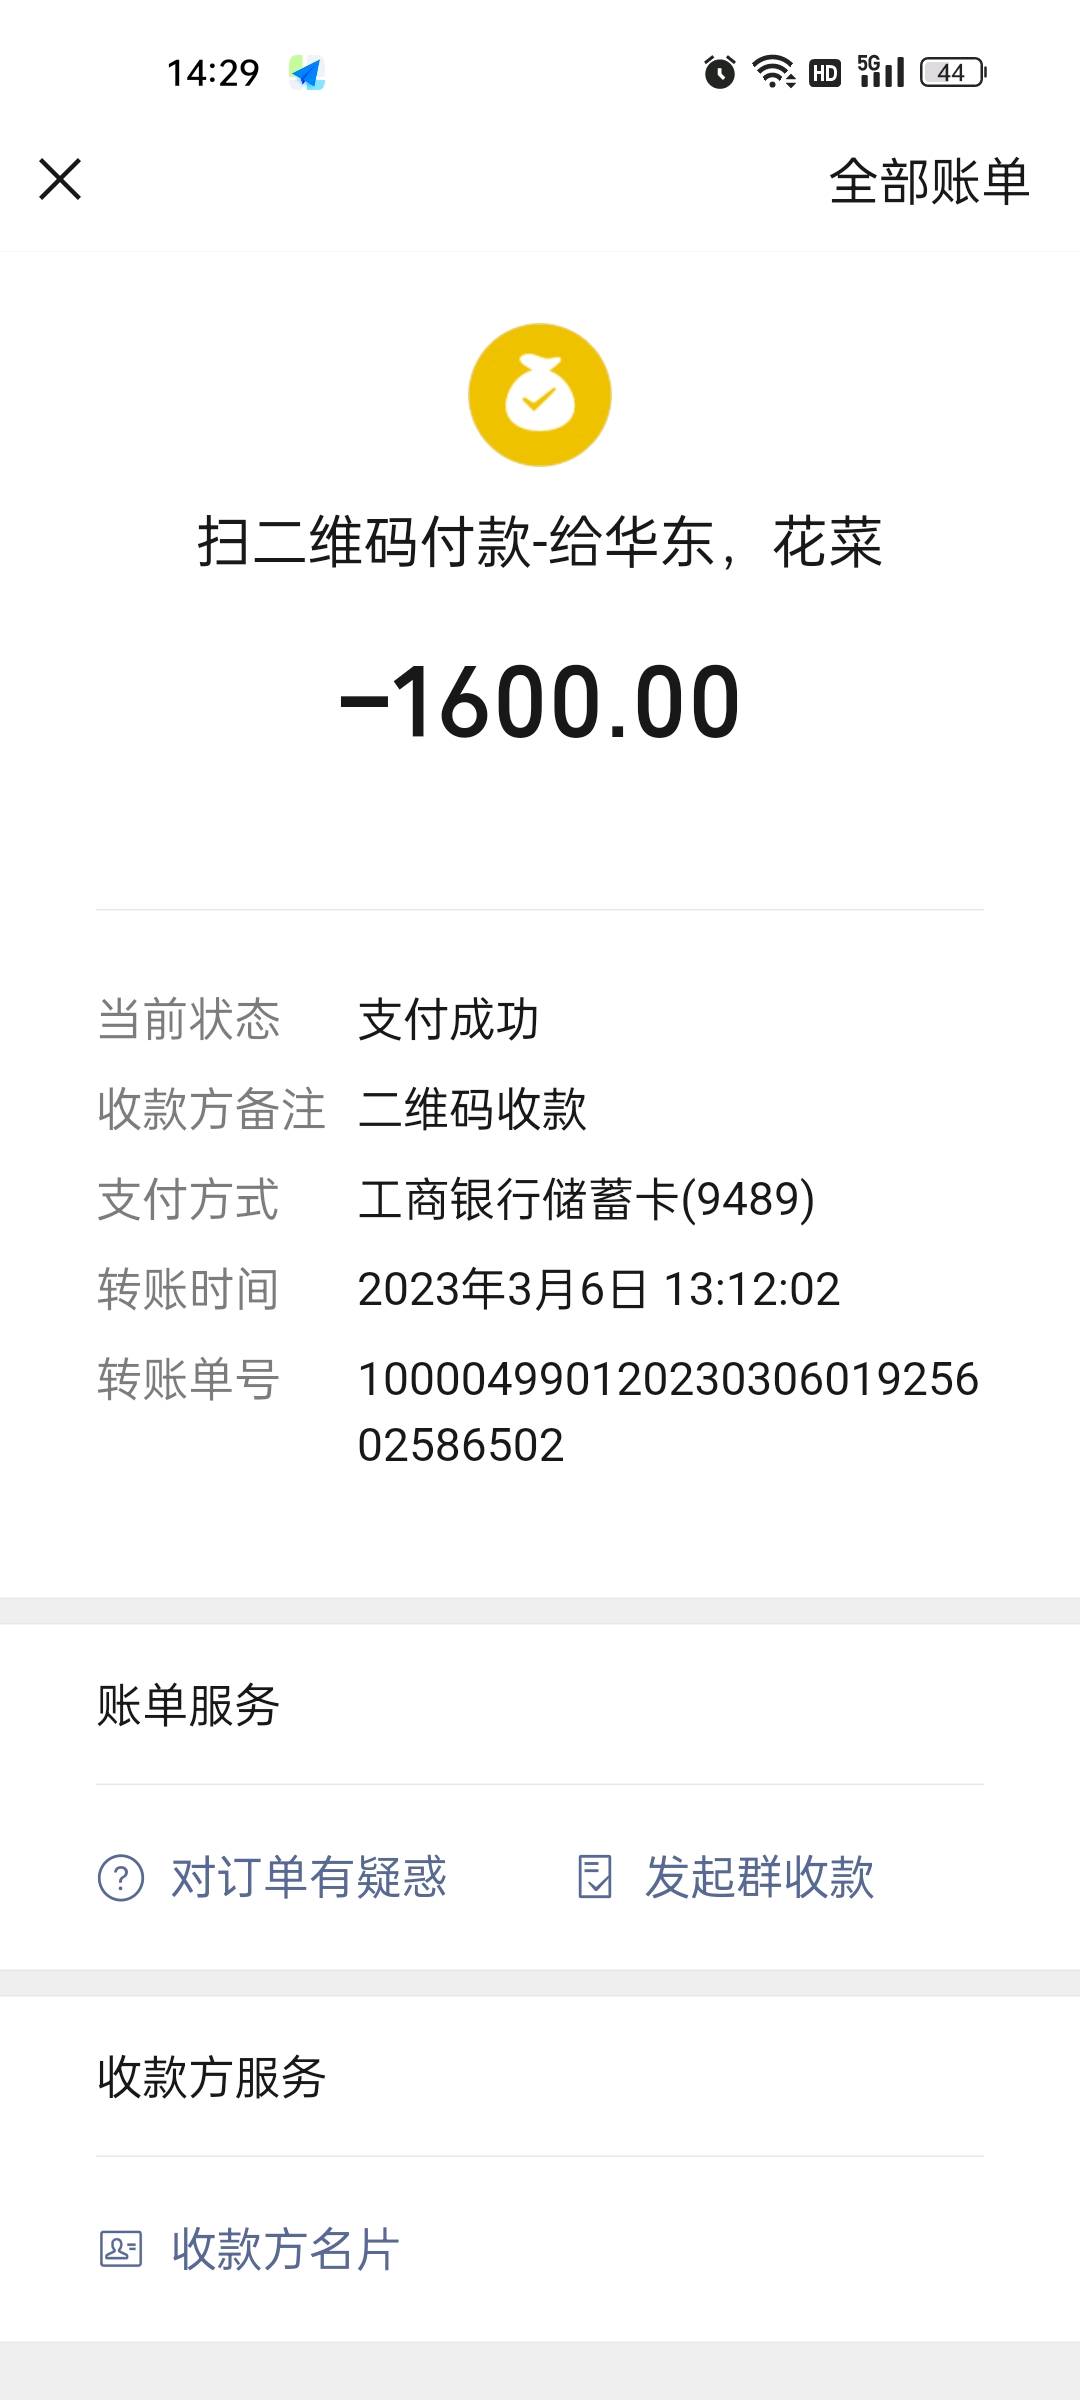 14:29
HD 5G 44
全部账单
扫二维码付款-给华东，花菜
-1600.00
当前状态 支付成功
收款方备注 二维码收款
支付方式 工商银行储蓄卡(9489)
转账时间 2023年3月6日 13:12:02
转账单号 100004990120230306019256
02586502
账单服务
对订单有疑惑 发起群收款
收款方服务
收款方名片